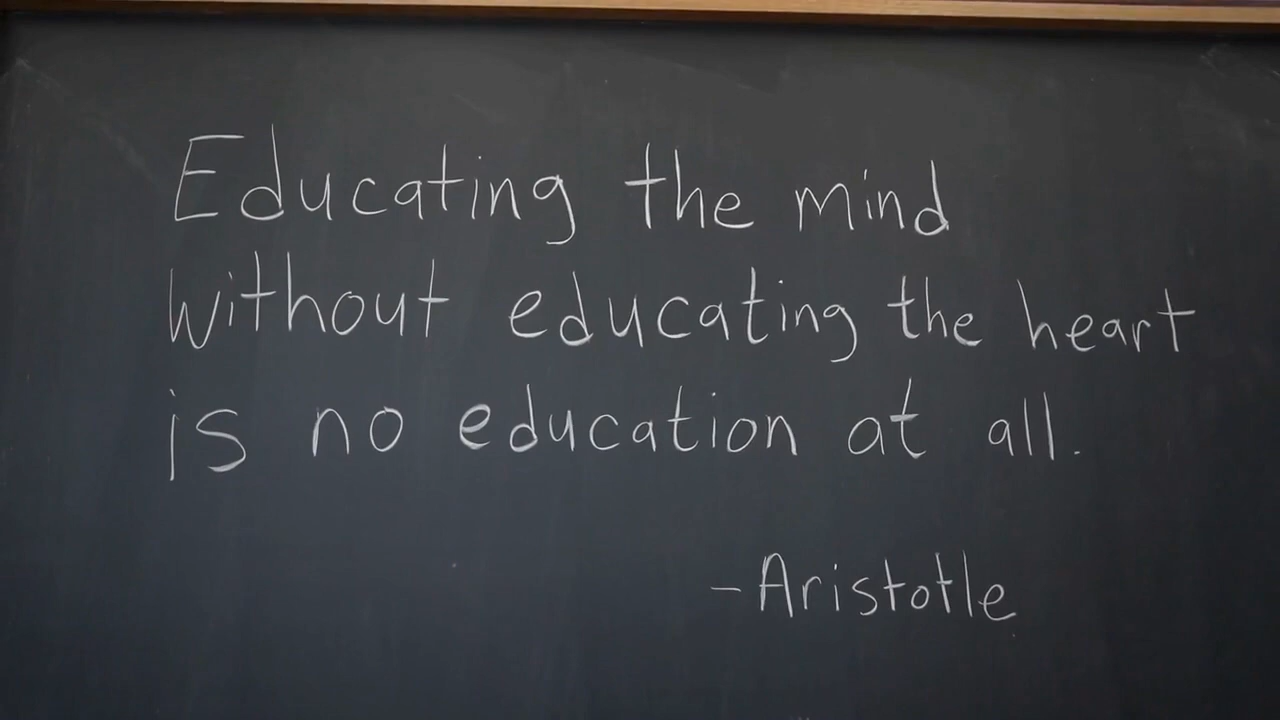 Educating the mind
without educating the heart
is no education at all.
-Aristotle